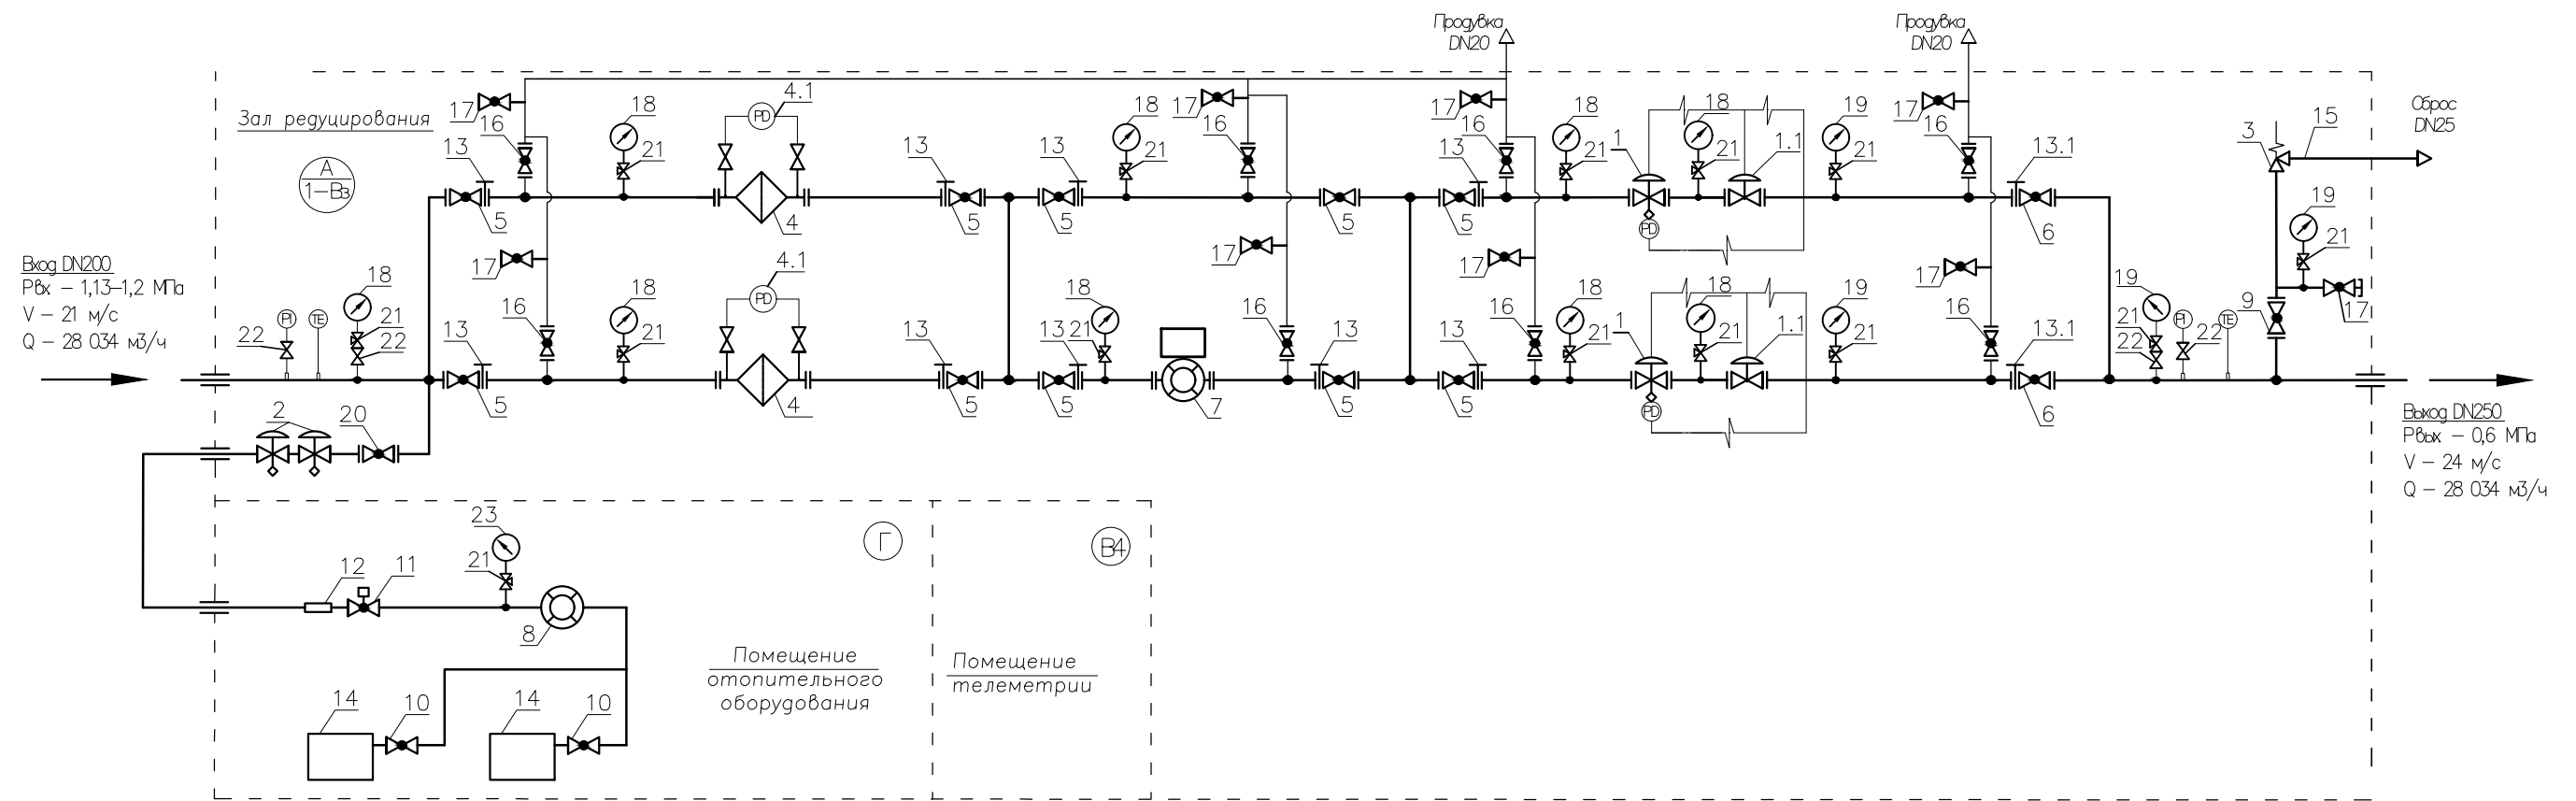 Продувка
DN20
Продувка
DN20
Зал редуцирования
А
1-Вз
17
16
13
5
18
21
4.1
PD
4
13
5
13
5
18
21
17
16
5
17
16
13
5
18
21
1
PD
18
21
1.1
19
21
17
16
13.1
6
3
15
Сброс
DN25
19
21
17
9
Вход DN200
Рвх - 1,13-1,2 МПа
V - 21 м/с
Q - 28 034 м3/ч
22
PI
TE
18
21
22
13
5
17
16
18
21
4.1
PD
4
13
5
13
5
18
21
7
17
16
13
5
13
5
17
16
18
21
1
PD
18
21
1.1
19
21
17
16
13.1
6
19
21
22
PI
22
TE
Выход DN250
Рвых - 0,6 МПа
V - 24 м/с
Q - 28 034 м3/ч
2
20
12
11
23
21
8
Г
В4
Помещение
отопительного
оборудования
Помещение
телеметрии
14
10
14
10